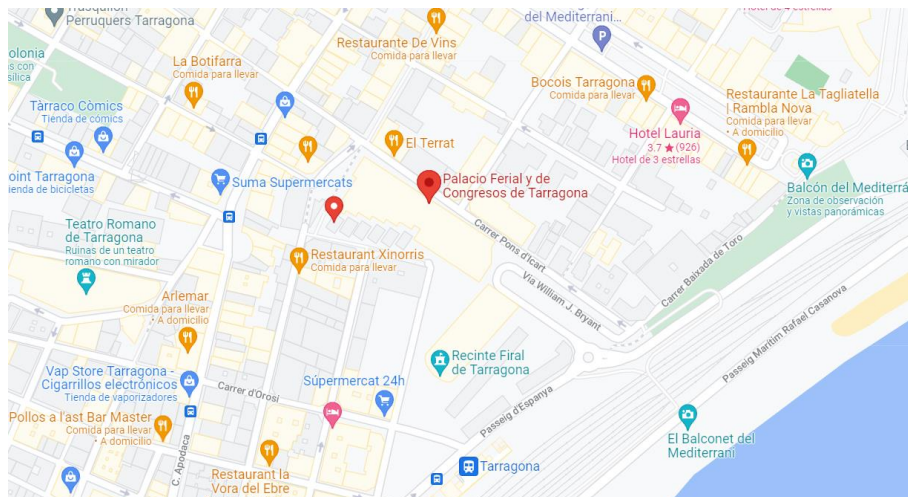 Perruquers Tarragona
Restaurante De Vins
Comida para llevar
del Mediterrani...
P
Hotel de 4 estrellas
La Botifarra
Comida para llevar
Bocois Tarragona
Comida para llevar
Restaurante La Tagliatella
| Rambla Nova
Comida para llevar
• A domicilio
Tàrraco Còmics
Tienda de cómics
El Terrat
Hotel Lauria
3,7 ★ (926)
Hotel de 3 estrellas
oint Tarragona
tienda de bicicletas
Suma Supermercats
Palacio Ferial y de
Congresos de Tarragona
Balcón del Mediterrá
Zona de observación
y vistas panorámicas
Teatro Romano
de Tarragona
Ruinas de un teatro
romano con mirador
Restaurant Xinorris
Comida para llevar
Carrer Pons d'Icart
Carrer Baixada de Toro
Via William J. Bryant
Arlemar
Comida para llevar
• A domicilio
Passeig Marítim Rafael Casanova
Recinte Firal
de Tarragona
Vap Store Tarragona -
Cigarrillos electrónicos
Tienda de vaporizadores
Carrer d'Orosi
Súpermercat 24h
Passeig d'Espanya
Pollos a l'ast Bar Master
Comida para llevar
• A domicilio
C. Apodaca
El Balconet del
Mediterrani
Restaurant la
Vora del Ebre
Tarragona